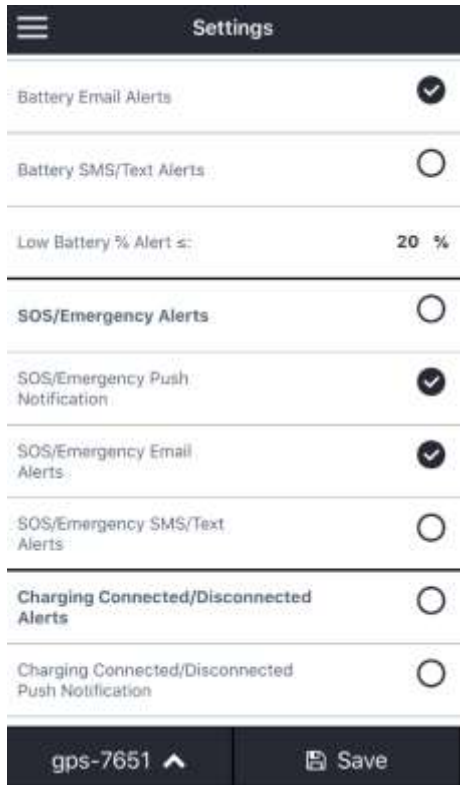 Settings
Battery Email Alerts
Battery SMS/Text Alerts
Low Battery % Alert ≤: 20 %
SOS/Emergency Alerts
SOS/Emergency Push
Notification
SOS/Emergency Email
Alerts
SOS/Emergency SMS/Text
Alerts
Charging Connected/Disconnected
Alerts
Charging Connected/Disconnected
Push Notification
gps-7651 Save